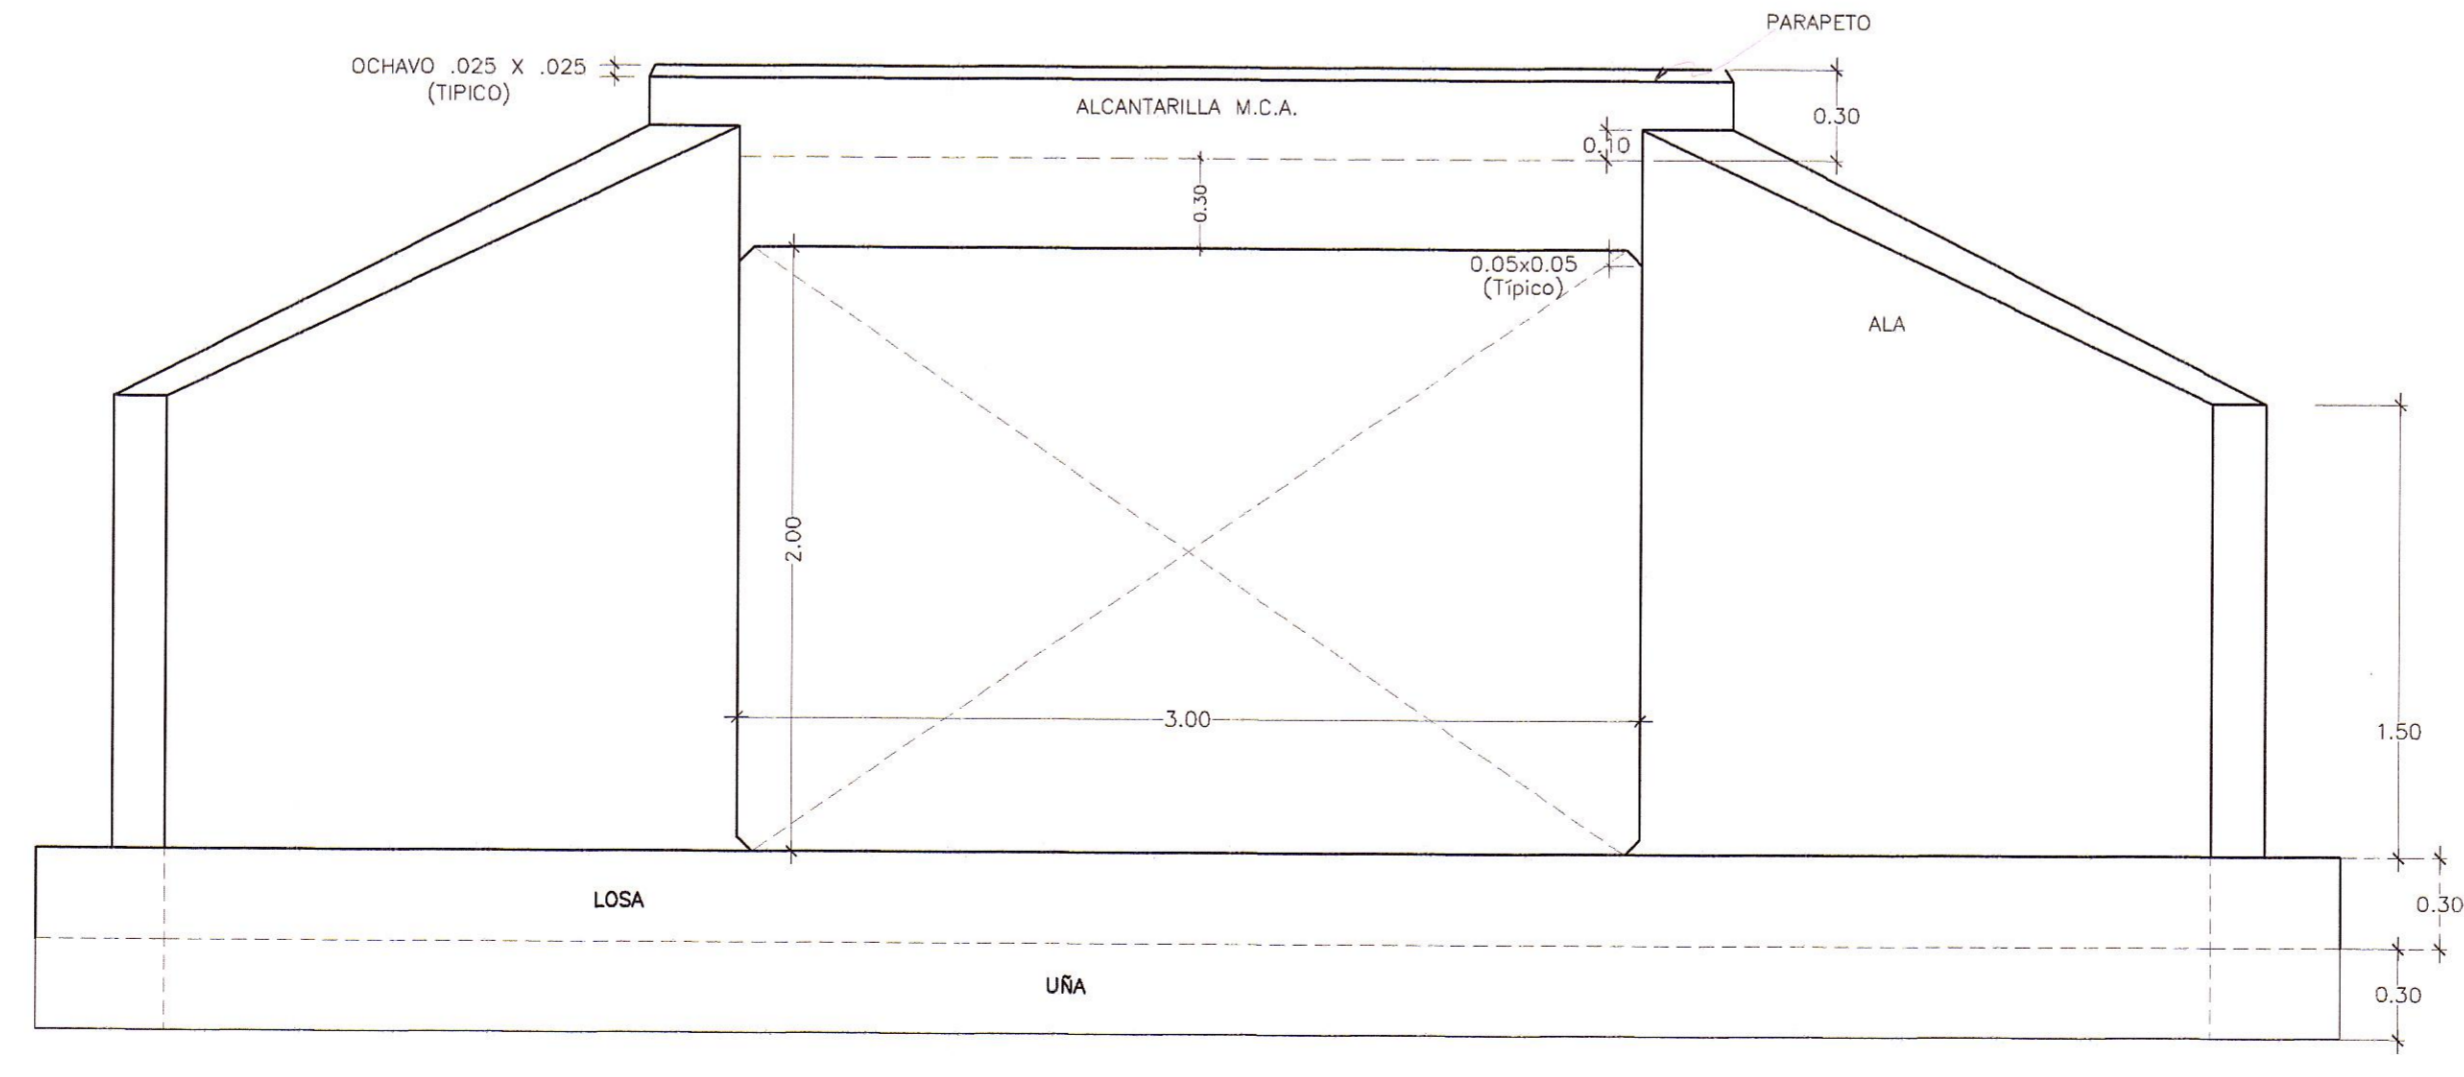 PARAPETO
OCHAVO .025 X .025
(TIPICO)
ALCANTARILLA M.C.A.
0.30
0.10
0.30
0.05x0.05
(Típico)
ALA
2.00
3.00
1.50
LOSA
0.30
UÑA
0.30